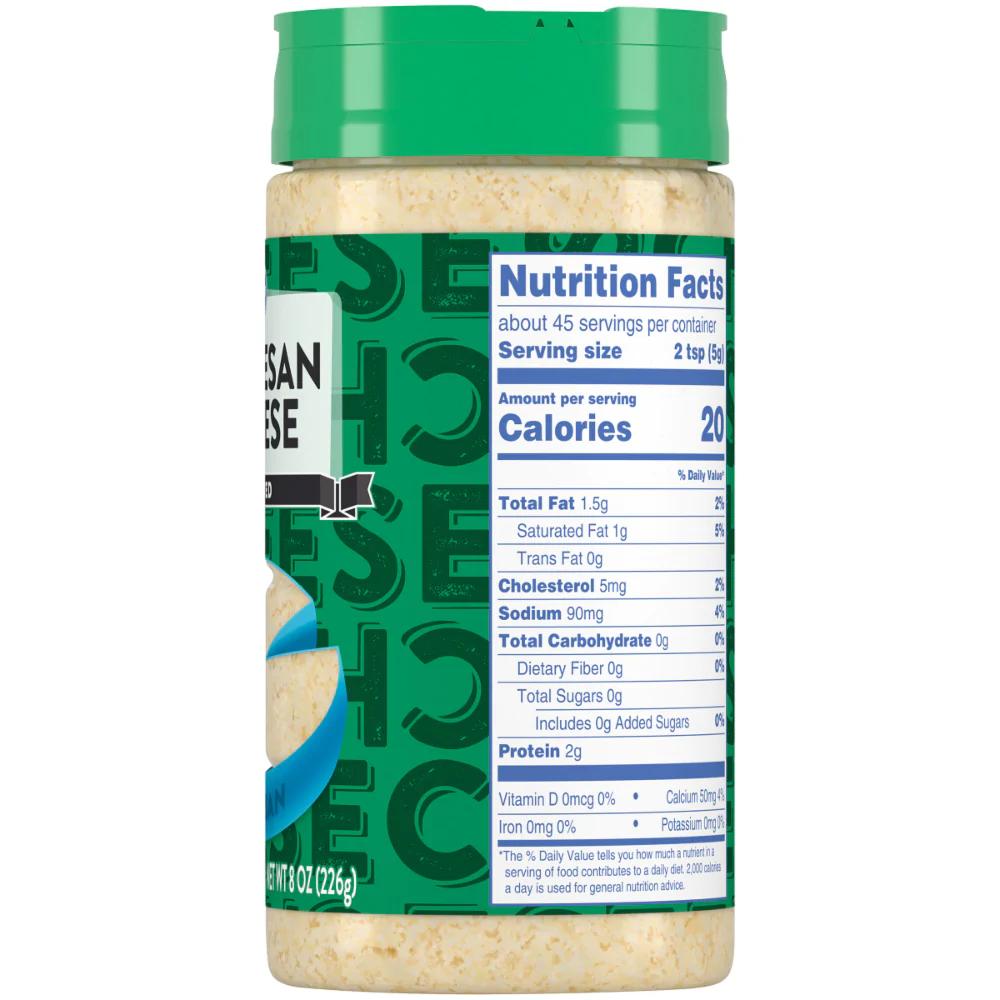 ESAN
ESE
ED
AN
NET WT 8 OZ (226g)
Nutrition Facts
about 45 servings per container
Serving size 2 tsp (5g)
Amount per serving
Calories 20
% Daily Value*
Total Fat 1.5g 2%
Saturated Fat 1g 5%
Trans Fat 0g
Cholesterol 5mg 2%
Sodium 90mg 4%
Total Carbohydrate 0g 0%
Dietary Fiber 0g 0%
Total Sugars 0g
Includes 0g Added Sugars 0%
Protein 2g
Vitamin D 0mcg 0% • Calcium 50mg 4%
Iron 0mg 0% • Potassium 0mg 0%
*The % Daily Value tells you how much a nutrient in a
serving of food contributes to a daily diet. 2,000 calories
a day is used for general nutrition advice.